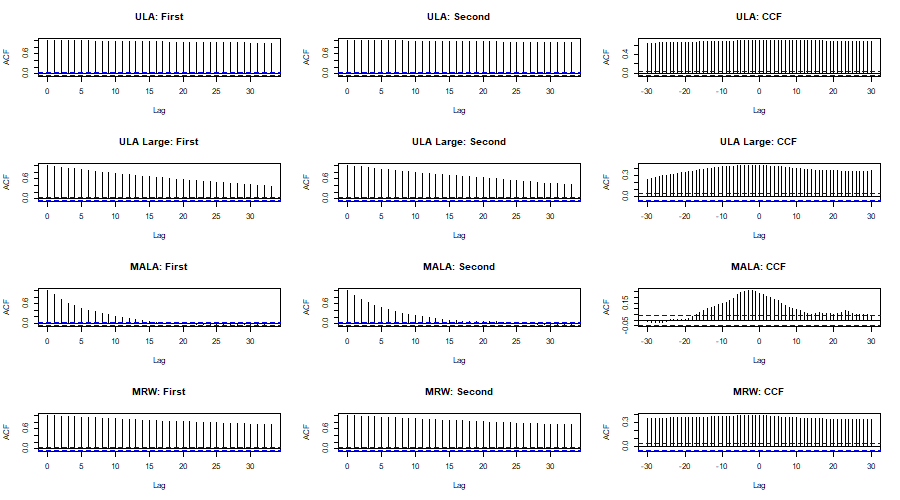 ULA: First
ULA: Second
ULA: CCF
ACF
0.0 0.6
0 5 10 15 20 25 30
Lag
ACF
0.0 0.6
0 5 10 15 20 25 30
Lag
ACF
0.0 0.4
-30 -20 -10 0 10 20 30
Lag
ULA Large: First
ULA Large: Second
ULA Large: CCF
ACF
0.0 0.6
0 5 10 15 20 25 30
Lag
ACF
0.0 0.6
0 5 10 15 20 25 30
Lag
ACF
0.0 0.3
-30 -20 -10 0 10 20 30
Lag
MALA: First
MALA: Second
MALA: CCF
ACF
0.0 0.6
0 5 10 15 20 25 30
Lag
ACF
0.0 0.6
0 5 10 15 20 25 30
Lag
ACF
-0.05 0.15
-30 -20 -10 0 10 20 30
Lag
MRW: First
MRW: Second
MRW: CCF
ACF
0.0 0.6
0 5 10 15 20 25 30
Lag
ACF
0.0 0.6
0 5 10 15 20 25 30
Lag
ACF
0.0 0.3
-30 -20 -10 0 10 20 30
Lag